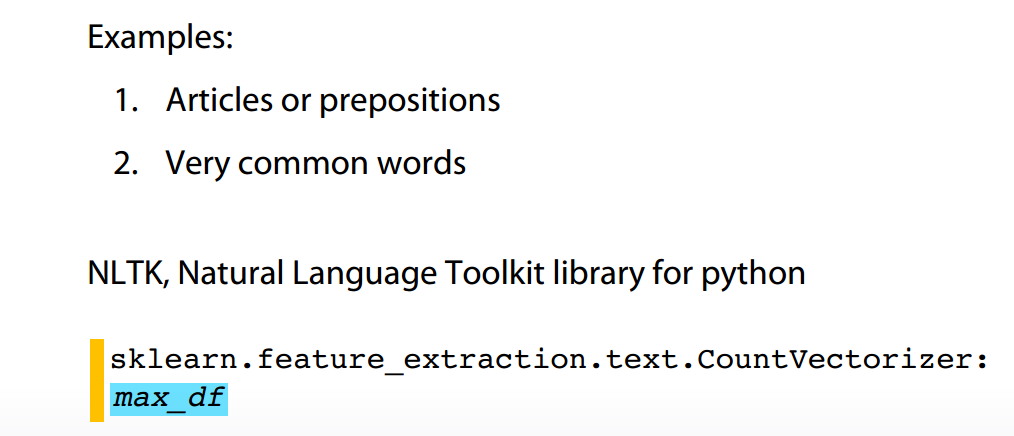 Examples:
1. Articles or prepositions
2. Very common words
NLTK, Natural Language Toolkit library for python
sklearn.feature_extraction.text.CountVectorizer:
max_df